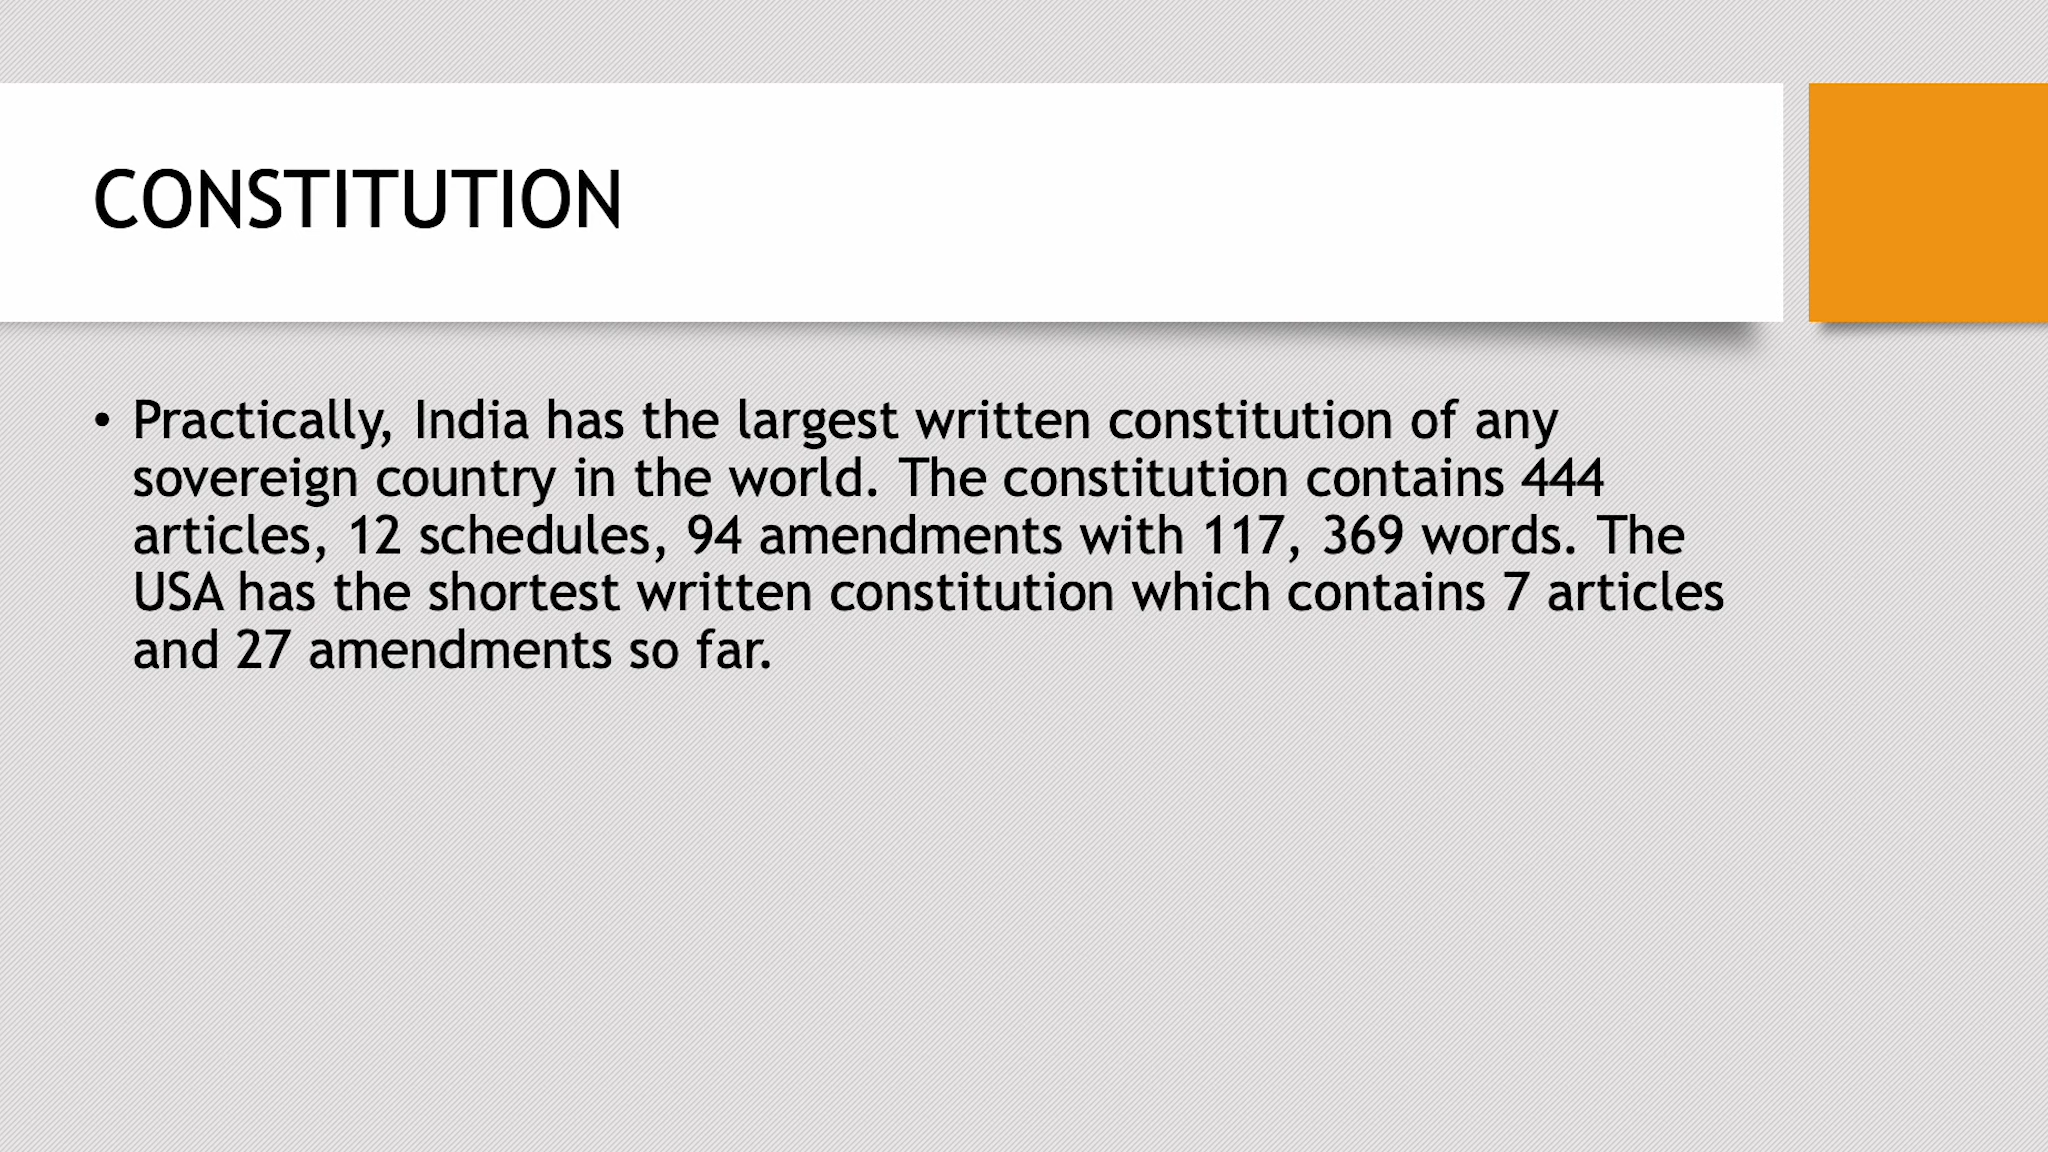 CONSTITUTION
• Practically, India has the largest written constitution of any
sovereign country in the world. The constitution contains 444
articles, 12 schedules, 94 amendments with 117, 369 words. The
USA has the shortest written constitution which contains 7 articles
and 27 amendments so far.